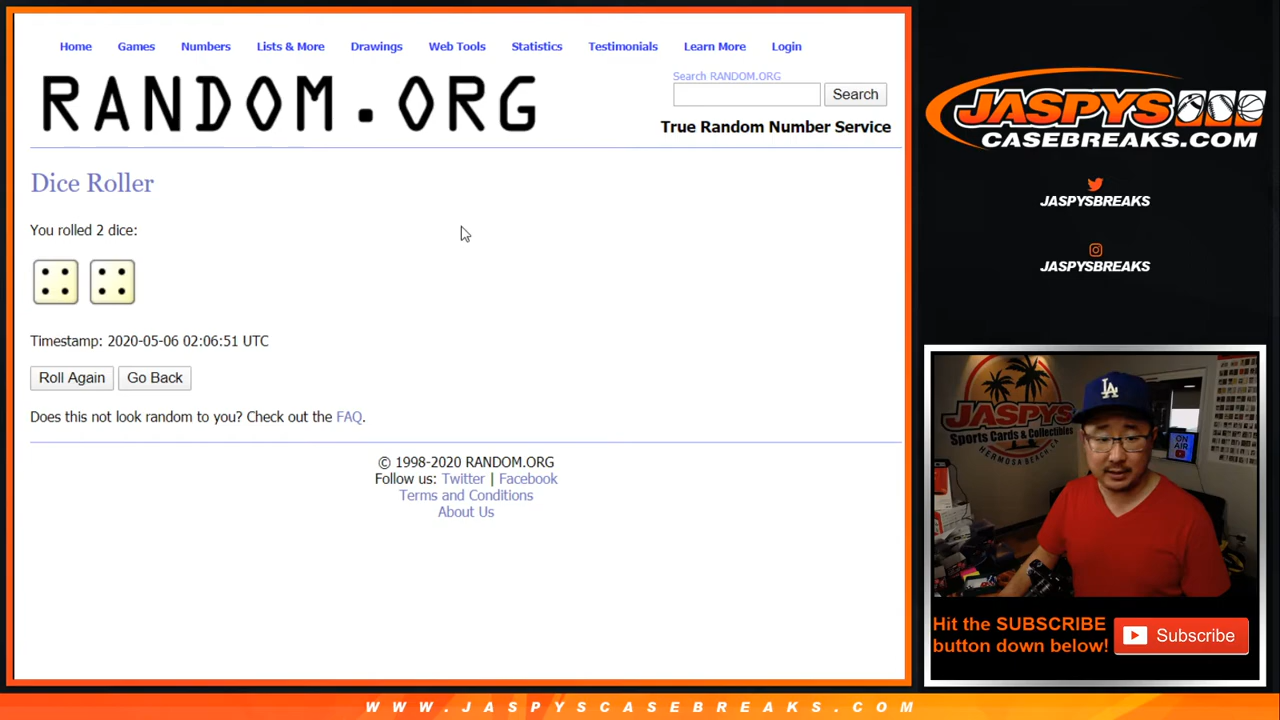 Home Games Numbers Lists & More Drawings Web Tools Statistics Testimonials Learn More Login
RANDOM.ORG
Search RANDOM.ORG
Search
True Random Number Service
Dice Roller
You rolled 2 dice:
Timestamp: 2020-05-06 02:06:51 UTC
Roll Again Go Back
Does this not look random to you? Check out the FAQ.
© 1998-2020 RANDOM.ORG
Follow us: Twitter | Facebook
Terms and Conditions
About Us
JASPYS
CASEBREAKS.COM
JASPYSBREAKS
JASPYSBREAKS
JASPYS
Sports Cards & Collectibles
HERMOSA BEACH, CA
LA
ON
AIR
Hit the SUBSCRIBE
button down below!
Subscribe
WWW.JASPYSCASEBREAKS.COM